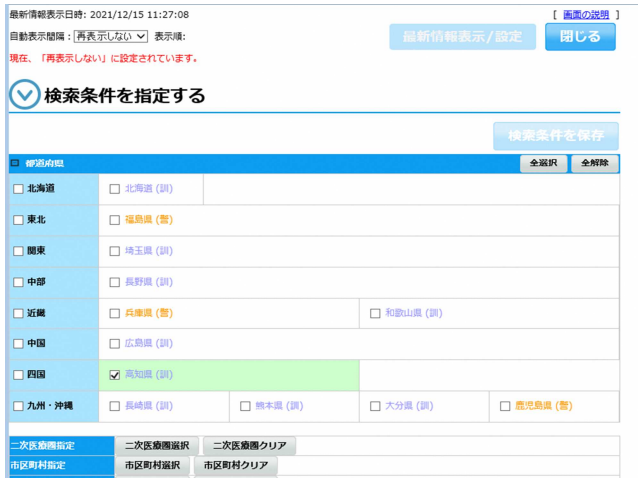 最新情報表示日時: 2021/12/15 11:27:08 [ 画面の説明 ]
自動表示間隔：再表示しない 表示順: 最新情報表示/設定 閉じる
現在、「再表示しない」に設定されています。
検索条件を指定する
検索条件を保存
都道府県 全選択 全解除
北海道 北海道 (訓)
東北 福島県 (警)
関東 埼玉県 (訓)
中部 長野県 (訓)
近畿 兵庫県 (警) 和歌山県 (訓)
中国 広島県 (訓)
四国 高知県 (訓)
九州・沖縄 長崎県 (訓) 熊本県 (訓) 大分県 (訓) 鹿児島県 (警)
二次医療圏指定 二次医療圏選択 二次医療圏クリア
市区町村指定 市区町村選択 市区町村クリア